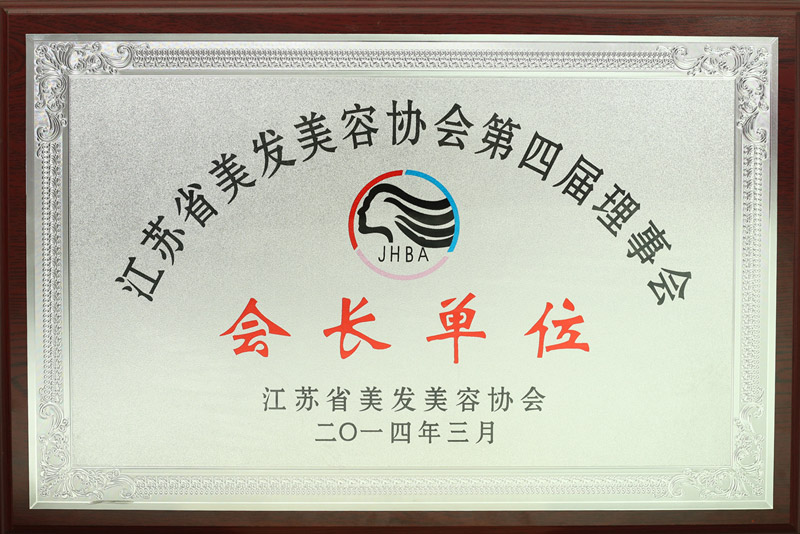 江苏省美发美容协会第四届理事会
JHBA
会长单位
江苏省美发美容协会
二〇一四年三月